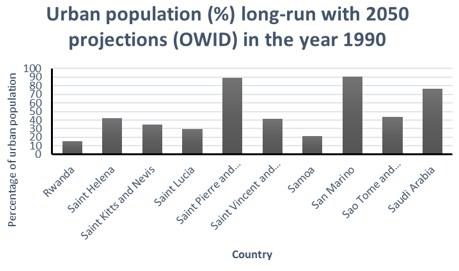 Urban population (%) long-run with 2050
projections (OWID) in the year 1990
Percentage of urban population
100
90
80
70
60
50
40
30
20
10
0
Rwanda
Saint Helena
Saint Kitts and Nevis
Saint Lucia
Saint Pierre and...
Saint Vincent and...
Samoa
San Marino
Sao Tome and...
Saudi Arabia
Country